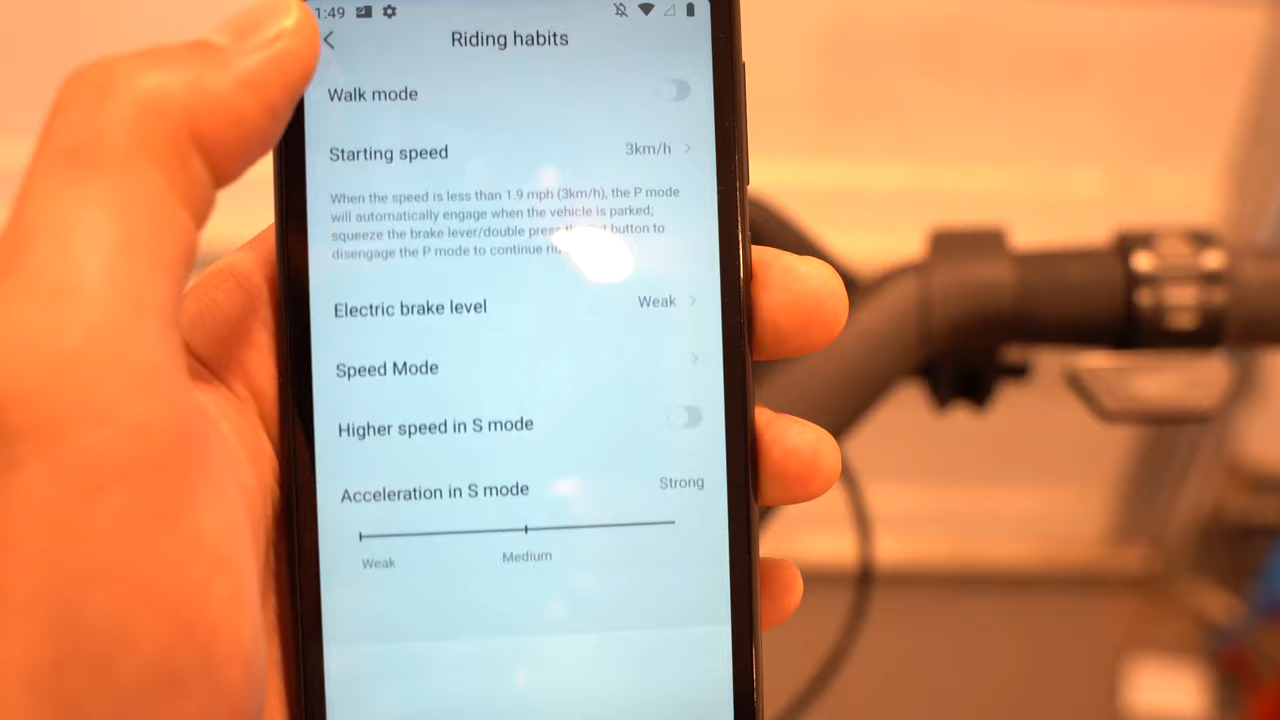 1:49
Riding habits
Walk mode
Starting speed 3km/h
When the speed is less than 1.9 mph (3km/h), the P mode
will automatically engage when the vehicle is parked;
squeeze the brake lever/double press button to
disengage the P mode to continue
Electric brake level Weak
Speed Mode
Higher speed in S mode
Acceleration in S mode Strong
Weak Medium